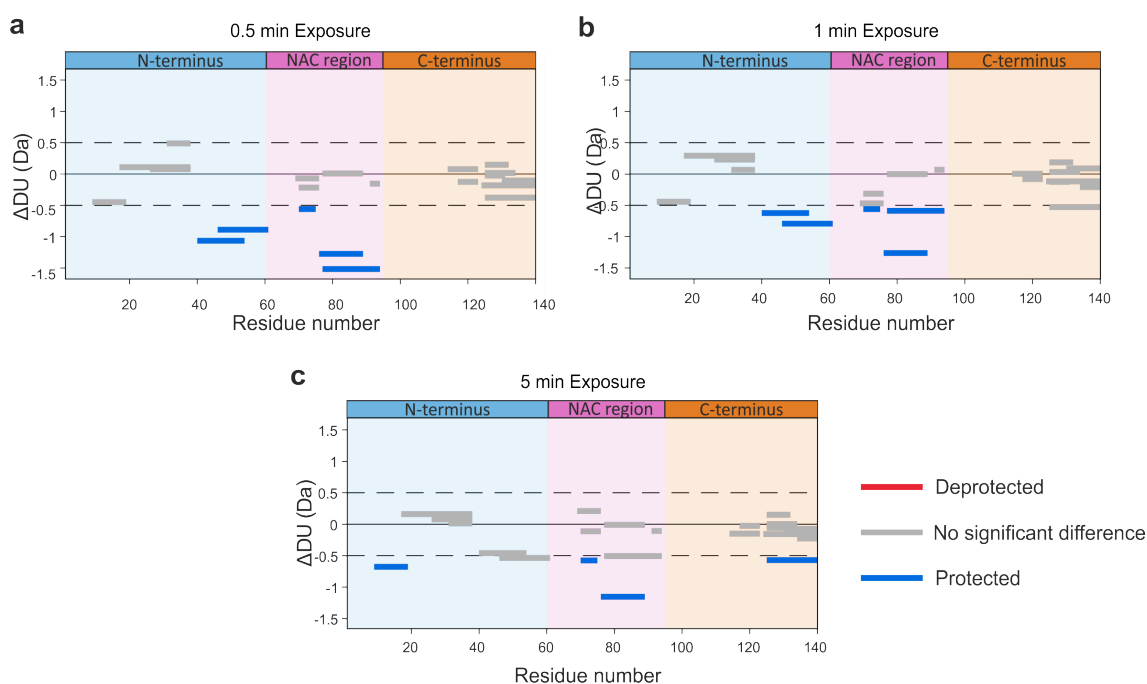 a
0.5 min Exposure
N-terminus NAC region C-terminus
1.5
1
0.5
0
-0.5
-1
-1.5
ΔDU (Da)
20 40 60 80 100 120 140
Residue number
b
1 min Exposure
N-terminus NAC region C-terminus
1.5
1
0.5
0
-0.5
-1
-1.5
ΔDU (Da)
20 40 60 80 100 120 140
Residue number
c
5 min Exposure
N-terminus NAC region C-terminus
1.5
1
0.5
0
-0.5
-1
-1.5
ΔDU (Da)
20 40 60 80 100 120 140
Residue number
Deprotected
No significant difference
Protected